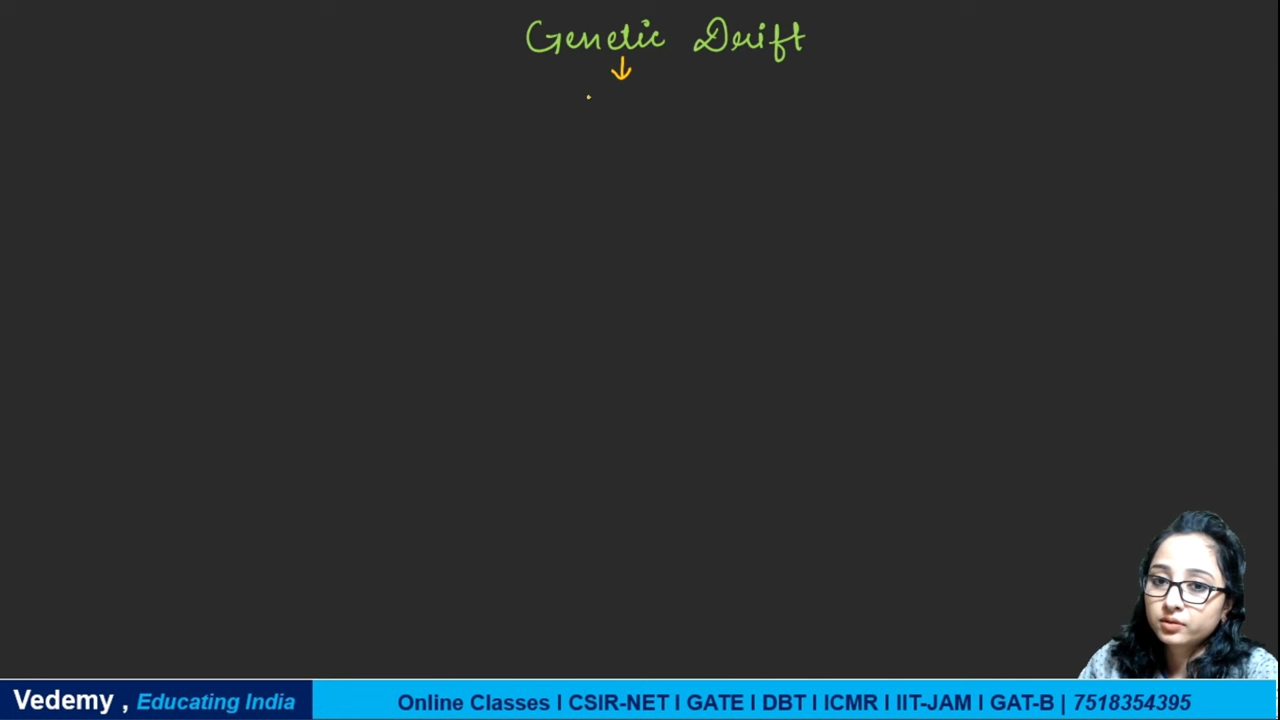 Genetic Drift
Vedemy , Educating India
Online Classes I CSIR-NET I GATE I DBT I ICMR I IIT-JAM I GAT-B | 7518354395